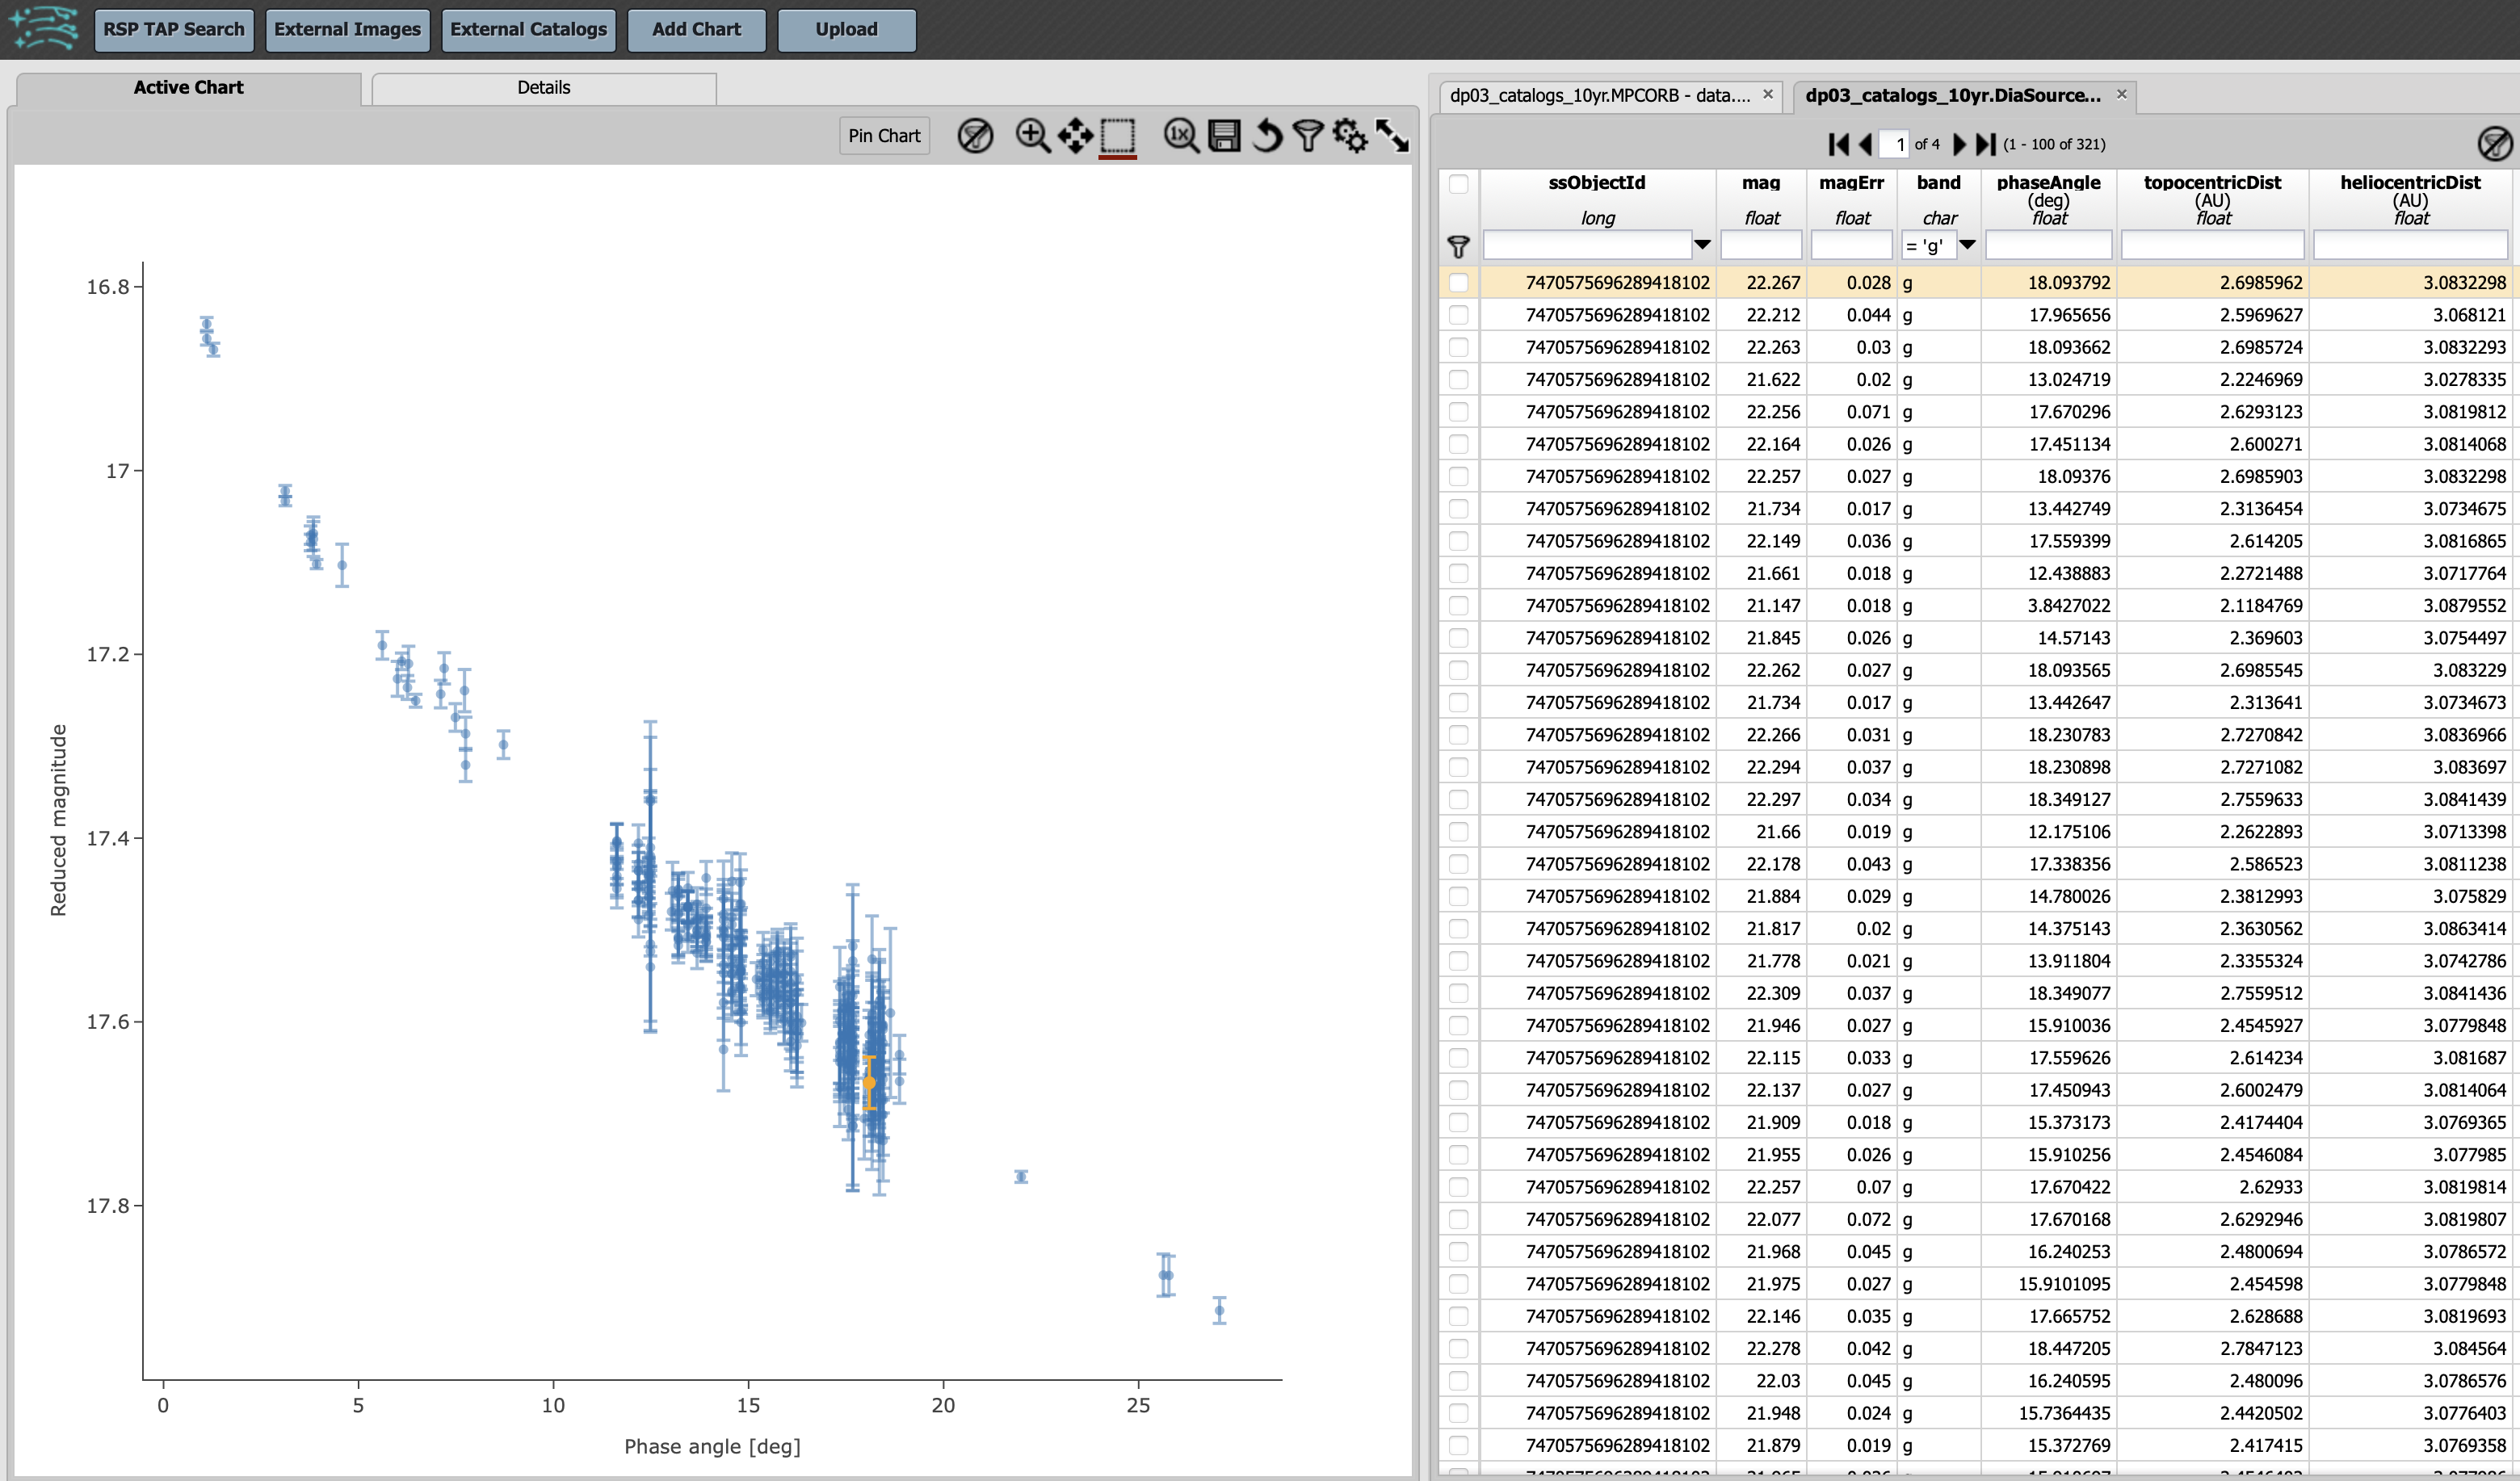 RSP TAP Search External Images External Catalogs Add Chart Upload
Active Chart Details
Pin Chart 1x
16.8
17
17.2
17.4
17.6
17.8
Reduced magnitude
0 5 10 15 20 25
Phase angle [deg]
dp03_catalogs_10yr.MPCORB - data.... × dp03_catalogs_10yr.DiaSource... ×
1 of 4 (1 - 100 of 321)
ssObjectId mag magErr band phaseAngle topocentricDist heliocentricDist
(deg) (AU) (AU)
long float float char float float float
= 'g'
7470575696289418102 22.267 0.028 g 18.093792 2.6985962 3.0832298
7470575696289418102 22.212 0.044 g 17.965656 2.5969627 3.068121
7470575696289418102 22.263 0.03 g 18.093662 2.6985724 3.0832293
7470575696289418102 21.622 0.02 g 13.024719 2.2246969 3.0278335
7470575696289418102 22.256 0.071 g 17.670296 2.6293123 3.0819812
7470575696289418102 22.164 0.026 g 17.451134 2.600271 3.0814068
7470575696289418102 22.257 0.027 g 18.09376 2.6985903 3.0832298
7470575696289418102 21.734 0.017 g 13.442749 2.3136454 3.0734675
7470575696289418102 22.149 0.036 g 17.559399 2.614205 3.0816865
7470575696289418102 21.661 0.018 g 12.438883 2.2721488 3.0717764
7470575696289418102 21.147 0.018 g 3.8427022 2.1184769 3.0879552
7470575696289418102 21.845 0.026 g 14.57143 2.369603 3.0754497
7470575696289418102 22.262 0.027 g 18.093565 2.6985545 3.083229
7470575696289418102 21.734 0.017 g 13.442647 2.313641 3.0734673
7470575696289418102 22.266 0.031 g 18.230783 2.7270842 3.0836966
7470575696289418102 22.294 0.037 g 18.230898 2.7271082 3.083697
7470575696289418102 22.297 0.034 g 18.349127 2.7559633 3.0841439
7470575696289418102 21.66 0.019 g 12.175106 2.2622893 3.0713398
7470575696289418102 22.178 0.043 g 17.338356 2.586523 3.0811238
7470575696289418102 21.884 0.029 g 14.780026 2.3812993 3.075829
7470575696289418102 21.817 0.02 g 14.375143 2.3630562 3.0863414
7470575696289418102 21.778 0.021 g 13.911804 2.3355324 3.0742786
7470575696289418102 22.309 0.037 g 18.349077 2.7559512 3.0841436
7470575696289418102 21.946 0.027 g 15.910036 2.4545927 3.0779848
7470575696289418102 22.115 0.033 g 17.559626 2.614234 3.081687
7470575696289418102 22.137 0.027 g 17.450943 2.6002479 3.0814064
7470575696289418102 21.909 0.018 g 15.373173 2.4174404 3.0769365
7470575696289418102 21.955 0.026 g 15.910256 2.4546084 3.077985
7470575696289418102 22.257 0.07 g 17.670422 2.62933 3.0819814
7470575696289418102 22.077 0.072 g 17.670168 2.6292946 3.0819807
7470575696289418102 21.968 0.045 g 16.240253 2.4800694 3.0786572
7470575696289418102 21.975 0.027 g 15.9101095 2.454598 3.0779848
7470575696289418102 22.146 0.035 g 17.665752 2.628688 3.0819693
7470575696289418102 22.278 0.042 g 18.447205 2.7847123 3.084564
7470575696289418102 22.03 0.045 g 16.240595 2.480096 3.0786576
7470575696289418102 21.948 0.024 g 15.7364435 2.4420502 3.0776403
7470575696289418102 21.879 0.019 g 15.372769 2.417415 3.0769358